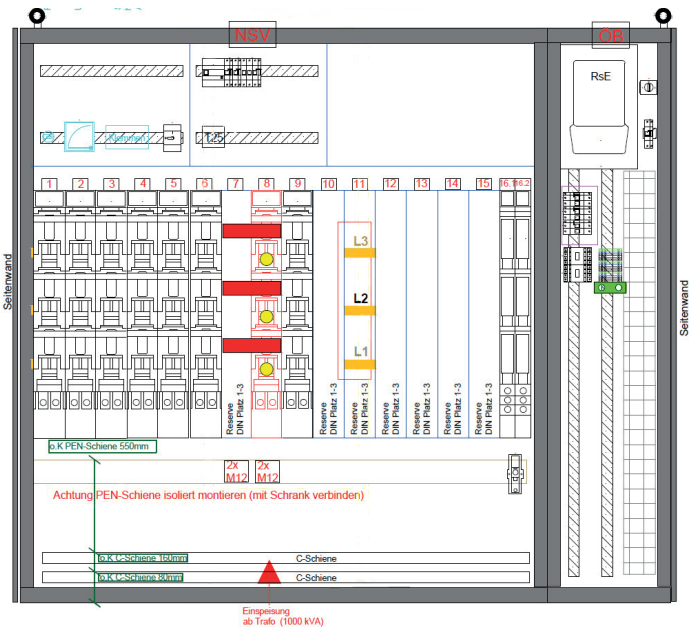 NSV
ÖB
RsE
Klemmen
T25
1
2
3
4
5
6
7
8
9
10
11
12
13
14
15
16.1
16.2
L3
L2
L1
Seitenwand
Seitenwand
Reserve
DIN Platz 1-3
Reserve
DIN Platz 1-3
Reserve
DIN Platz 1-3
Reserve
DIN Platz 1-3
Reserve
DIN Platz 1-3
Reserve
DIN Platz 1-3
Reserve
DIN Platz 1-3
o.K PEN-Schiene 550mm
2x
M12
2x
M12
Achtung PEN-Schiene isoliert montieren (mit Schrank verbinden)
o.K C-Schiene 160mm
C-Schiene
o.K C-Schiene 80mm
C-Schiene
Einspeisung
ab Trafo (1000 kVA)